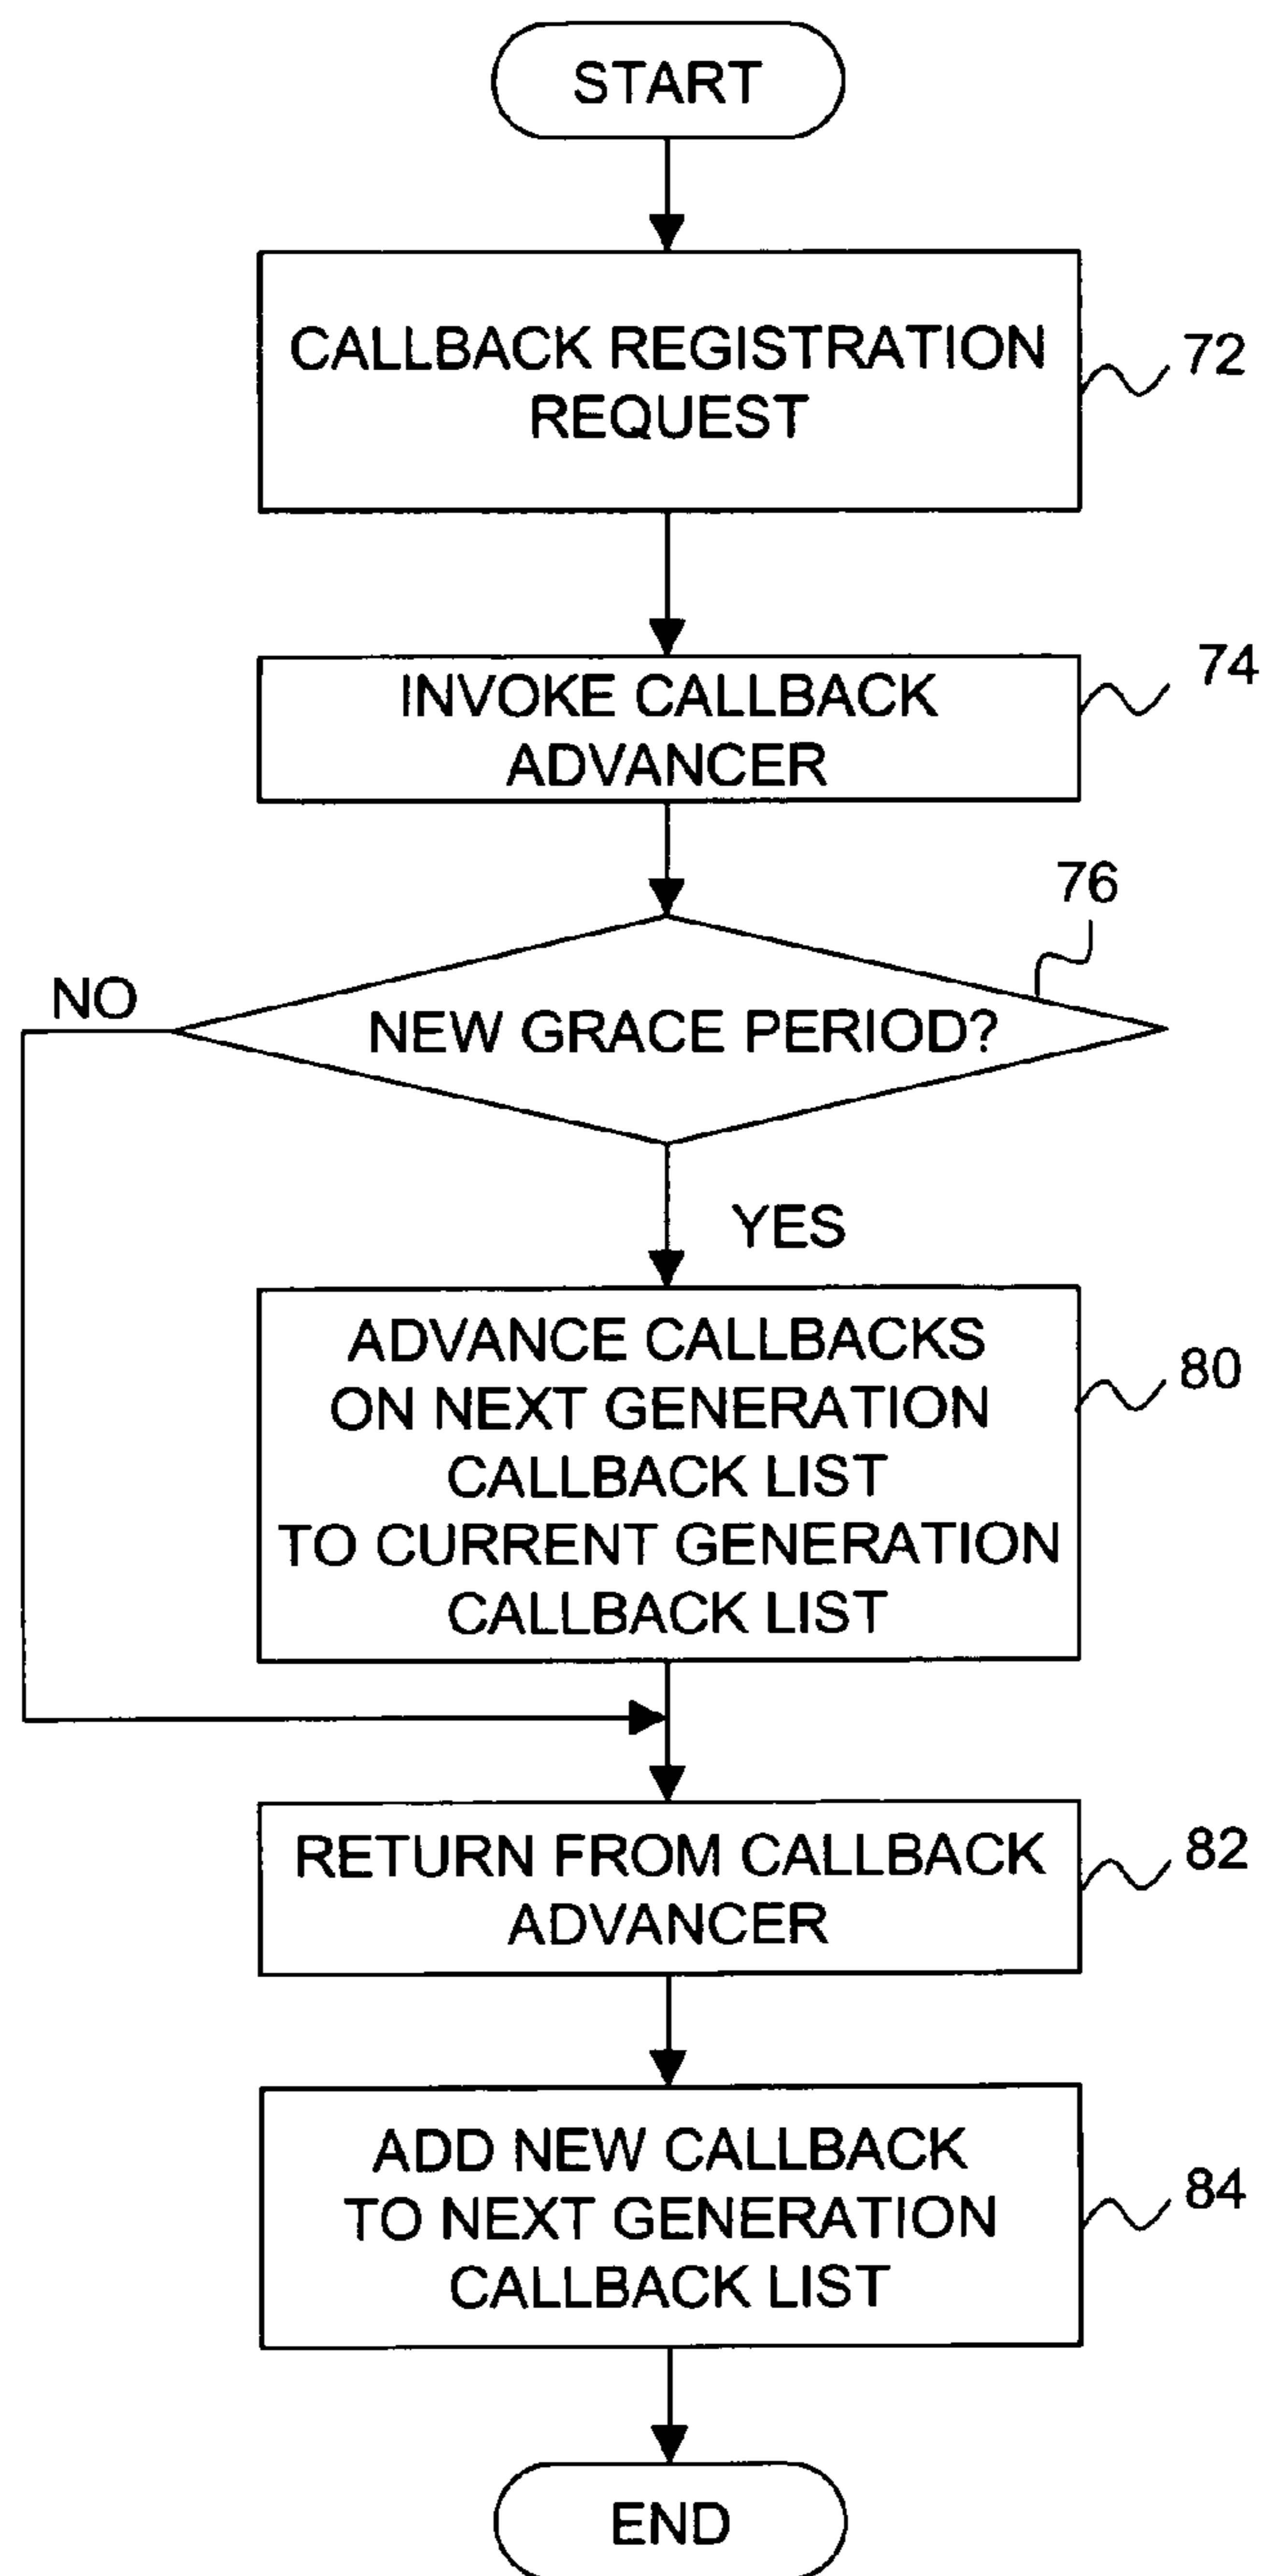 START
CALLBACK REGISTRATION
REQUEST
72
INVOKE CALLBACK
ADVANCER
74
76
NO
NEW GRACE PERIOD?
YES
ADVANCE CALLBACKS
ON NEXT GENERATION
CALLBACK LIST
TO CURRENT GENERATION
CALLBACK LIST
80
RETURN FROM CALLBACK
ADVANCER
82
ADD NEW CALLBACK
TO NEXT GENERATION
CALLBACK LIST
84
END